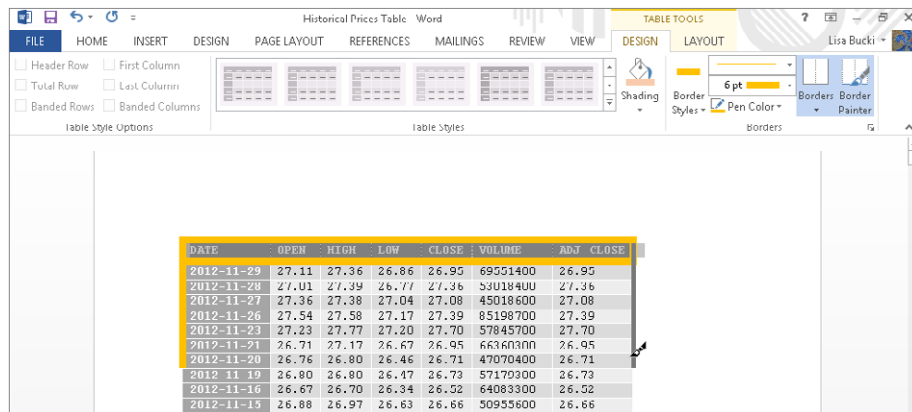 Historical Prices Table Word
TABLE TOOLS
?
FILE HOME INSERT DESIGN PAGE LAYOUT REFERENCES MAILINGS REVIEW VIEW DESIGN LAYOUT Lisa Bucki
Header Row First Column
Total Row Last Column
Banded Rows Banded Columns
Table Style Options
Table Styles
Shading
Border Styles
6 pt
Pen Color
Borders
Border Painter
Borders
DATE OPEN HIGH LOW CLOSE VOLUME ADJ CLOSE
2012-11-29 27.11 27.36 26.86 26.95 69551400 26.95
2012-11-28 27.01 27.39 26.77 27.36 53018400 27.36
2012-11-27 27.36 27.38 27.04 27.08 45018600 27.08
2012-11-26 27.54 27.58 27.17 27.39 85198700 27.39
2012-11-23 27.23 27.77 27.20 27.70 57845700 27.70
2012-11-21 26.71 27.17 26.67 26.95 66360300 26.95
2012-11-20 26.76 26.80 26.46 26.71 47070400 26.71
2012-11-19 26.80 26.80 26.47 26.73 57179300 26.73
2012-11-16 26.67 26.70 26.34 26.52 64083300 26.52
2012-11-15 26.88 26.97 26.63 26.66 50955600 26.66